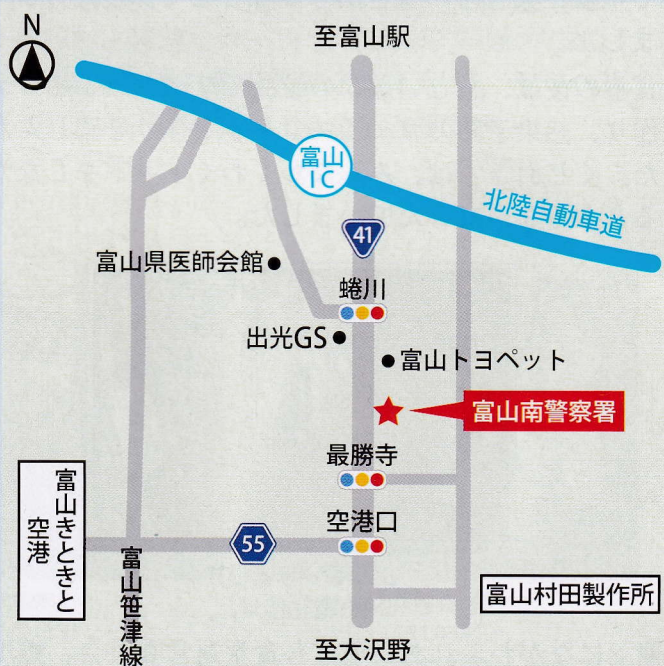 N
至富山駅
富山
IC
北陸自動車道
41
富山県医師会館
蜷川
出光GS
富山トヨペット
富山南警察署
最勝寺
富山きときと
空港
空港口
55
富山笹津線
富山村田製作所
至大沢野